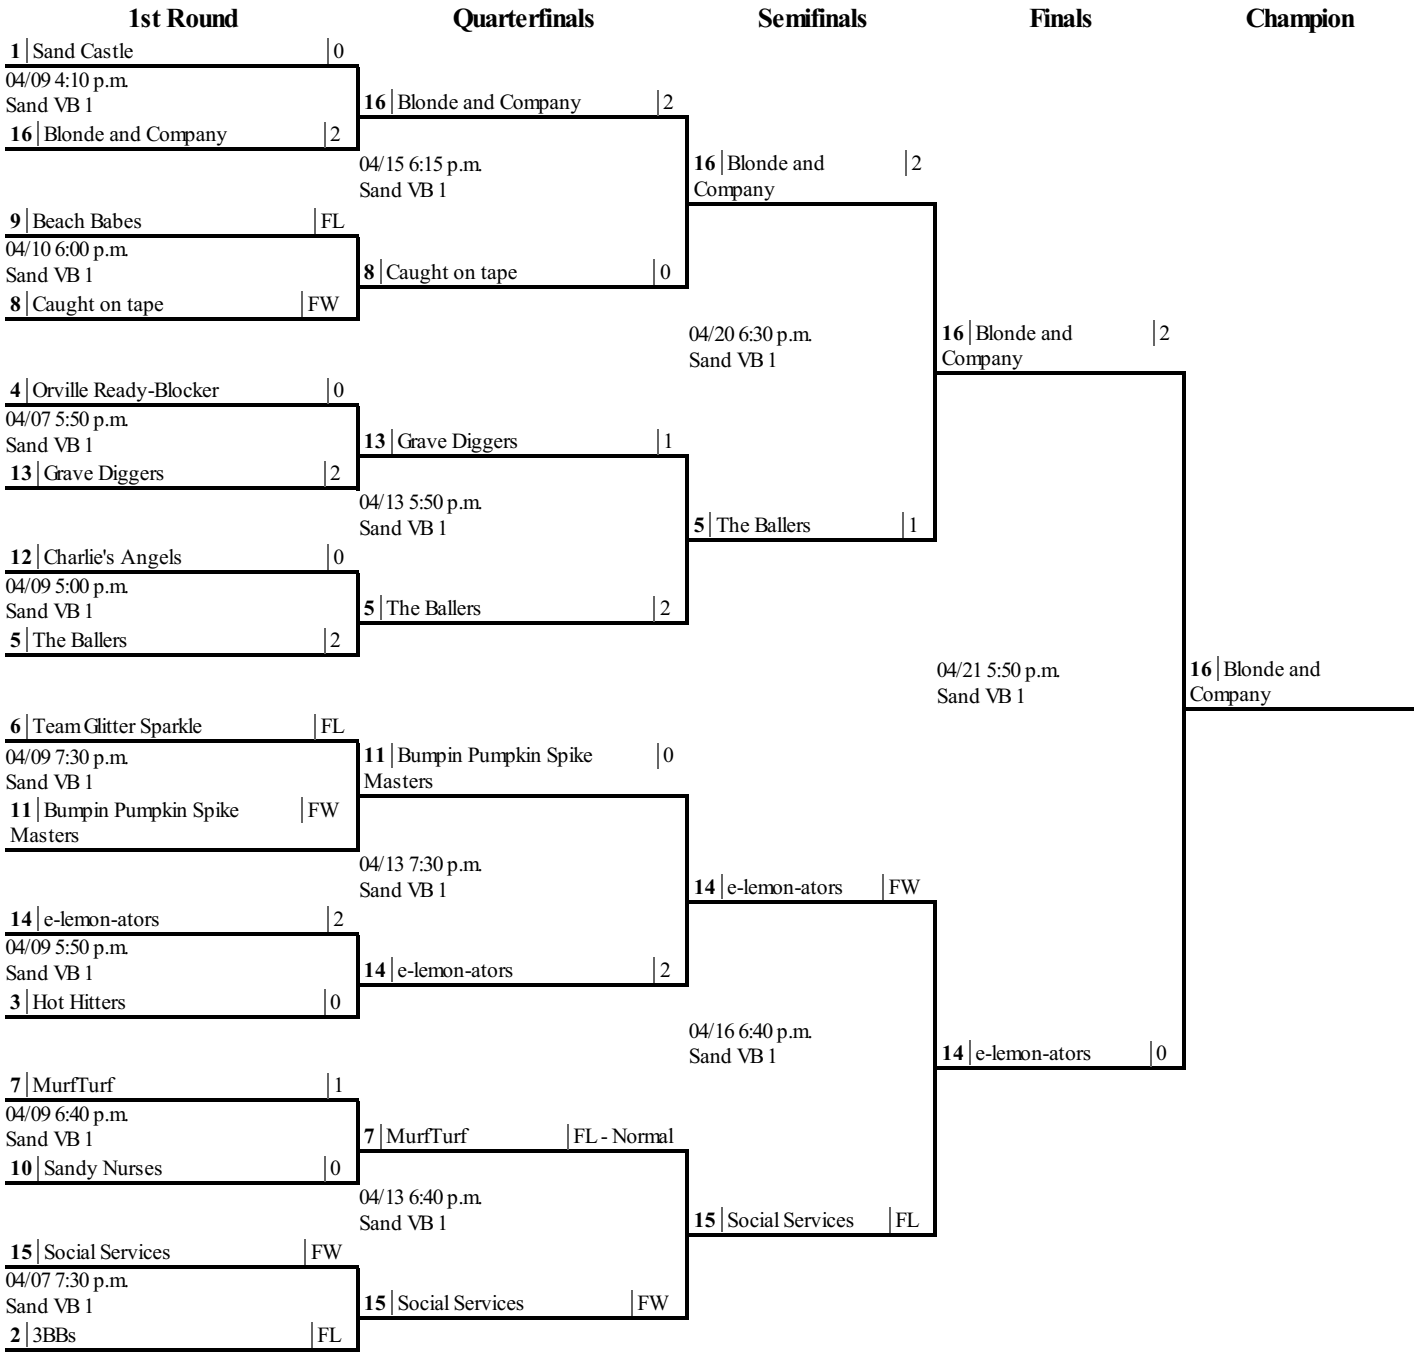 1st Round
Quarterfinals
Semifinals
Finals
Champion
1 Sand Castle 0
04/09 4:10 p.m.
Sand VB 1
16 Blonde and Company 2
9 Beach Babes FL
04/10 6:00 p.m.
Sand VB 1
8 Caught on tape FW
4 Orville Ready-Blocker 0
04/07 5:50 p.m.
Sand VB 1
13 Grave Diggers 2
12 Charlie's Angels 0
04/09 5:00 p.m.
Sand VB 1
5 The Ballers 2
6 Team Glitter Sparkle FL
04/09 7:30 p.m.
Sand VB 1
11 Bumpin Pumpkin Spike FW
Masters
14 e-lemon-ators 2
04/09 5:50 p.m.
Sand VB 1
3 Hot Hitters 0
7 MurfTurf 1
04/09 6:40 p.m.
Sand VB 1
10 Sandy Nurses 0
15 Social Services FW
04/07 7:30 p.m.
Sand VB 1
2 3BBs FL
16 Blonde and Company 2
04/15 6:15 p.m.
Sand VB 1
8 Caught on tape 0
13 Grave Diggers 1
04/13 5:50 p.m.
Sand VB 1
5 The Ballers 2
11 Bumpin Pumpkin Spike 0
Masters
04/13 7:30 p.m.
Sand VB 1
14 e-lemon-ators 2
7 MurfTurf FL - Normal
04/13 6:40 p.m.
Sand VB 1
15 Social Services FW
16 Blonde and 2
Company
04/20 6:30 p.m.
Sand VB 1
5 The Ballers 1
14 e-lemon-ators FW
04/16 6:40 p.m.
Sand VB 1
15 Social Services FL
16 Blonde and 2
Company
04/21 5:50 p.m.
Sand VB 1
14 e-lemon-ators 0
16 Blonde and
Company